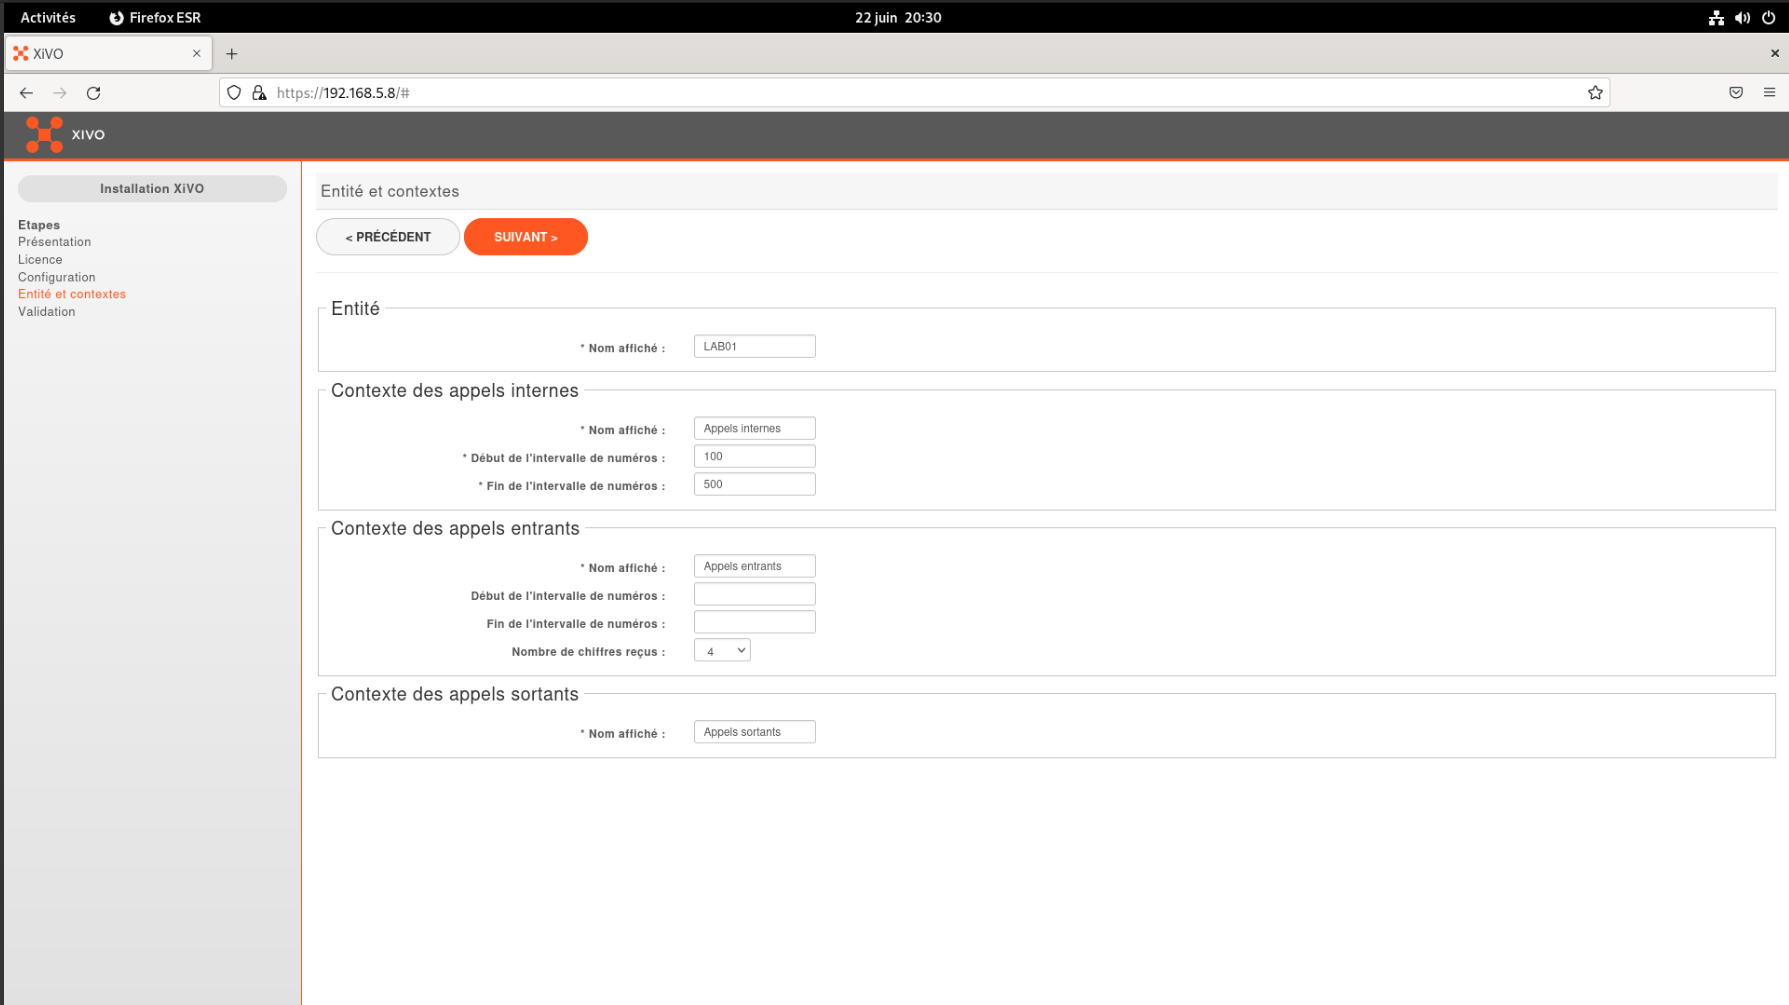 Activités Firefox ESR 22 juin 20:30
XiVO
https://192.168.5.8/#
XIVO
Installation XiVO
Etapes
Présentation
Licence
Configuration
Entité et contextes
Validation
Entité et contextes
< PRÉCÉDENT SUIVANT >
Entité
* Nom affiché : LAB01
Contexte des appels internes
* Nom affiché : Appels internes
* Début de l'intervalle de numéros : 100
* Fin de l'intervalle de numéros : 500
Contexte des appels entrants
* Nom affiché : Appels entrants
Début de l'intervalle de numéros :
Fin de l'intervalle de numéros :
Nombre de chiffres reçus : 4
Contexte des appels sortants
* Nom affiché : Appels sortants